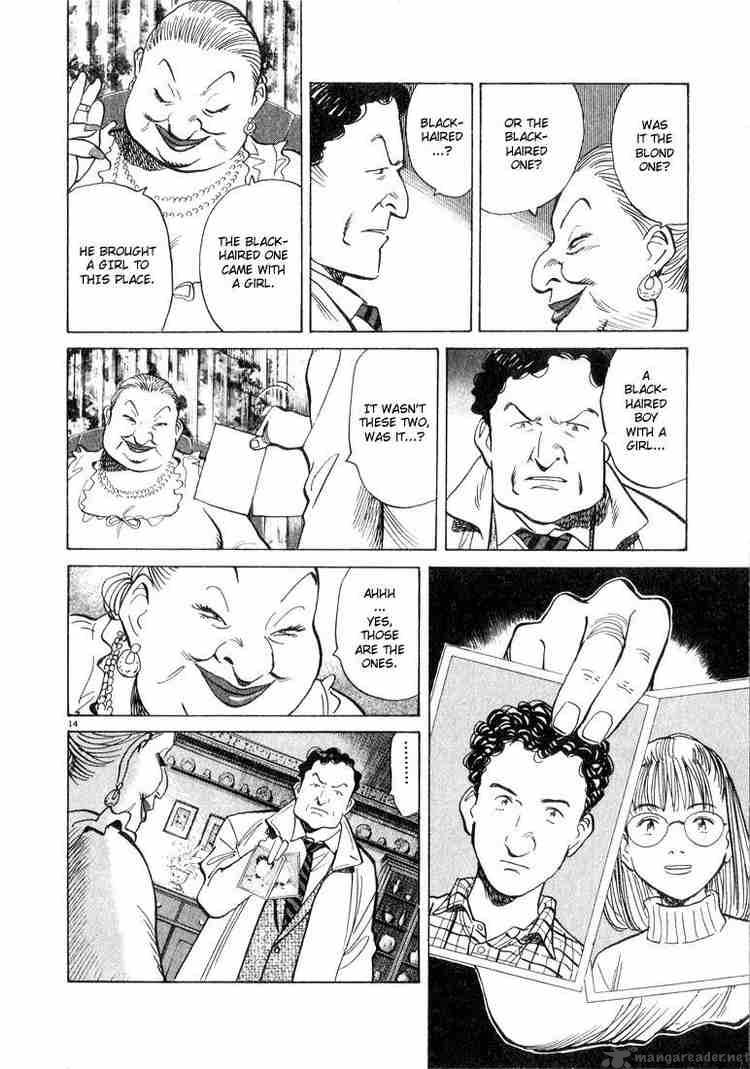 WAS
IT THE
BLOND
ONE?
OR THE
BLACK-
HAIRED
ONE?
BLACK-
HAIRED
...?
THE BLACK-
HAIRED ONE
CAME WITH
A GIRL.
HE BROUGHT
A GIRL TO
THIS PLACE.
A
BLACK-
HAIRED
BOY
WITH A
GIRL...
IT WASN'T
THESE TWO,
WAS IT...?
AHHH
...
YES,
THOSE
ARE THE
ONES.
........
14
mangareader.net